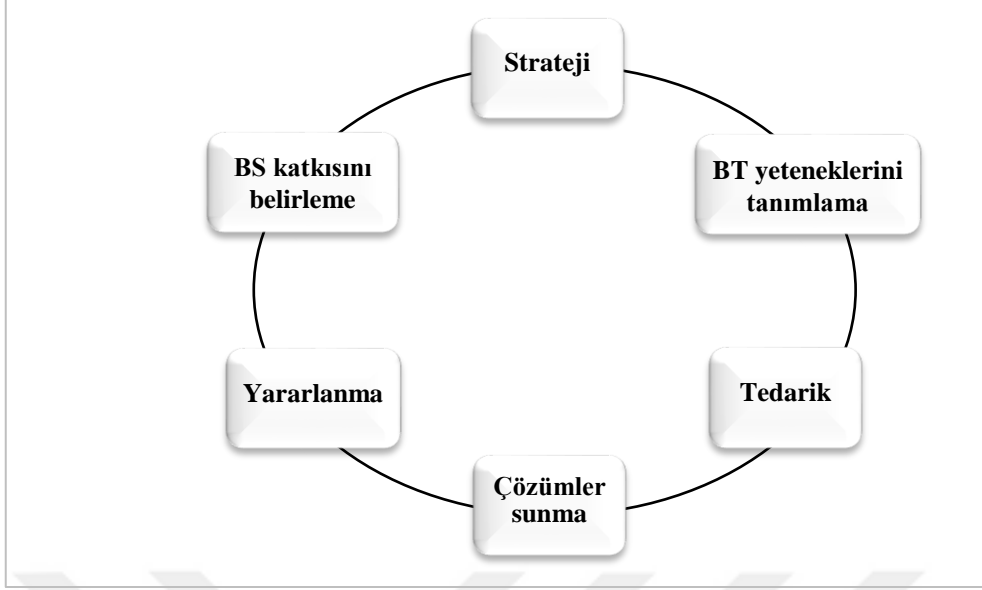 Strateji
BS katkısını
belirleme
BT yeteneklerini
tanımlama
Yararlanma
Tedarik
Çözümler
sunma